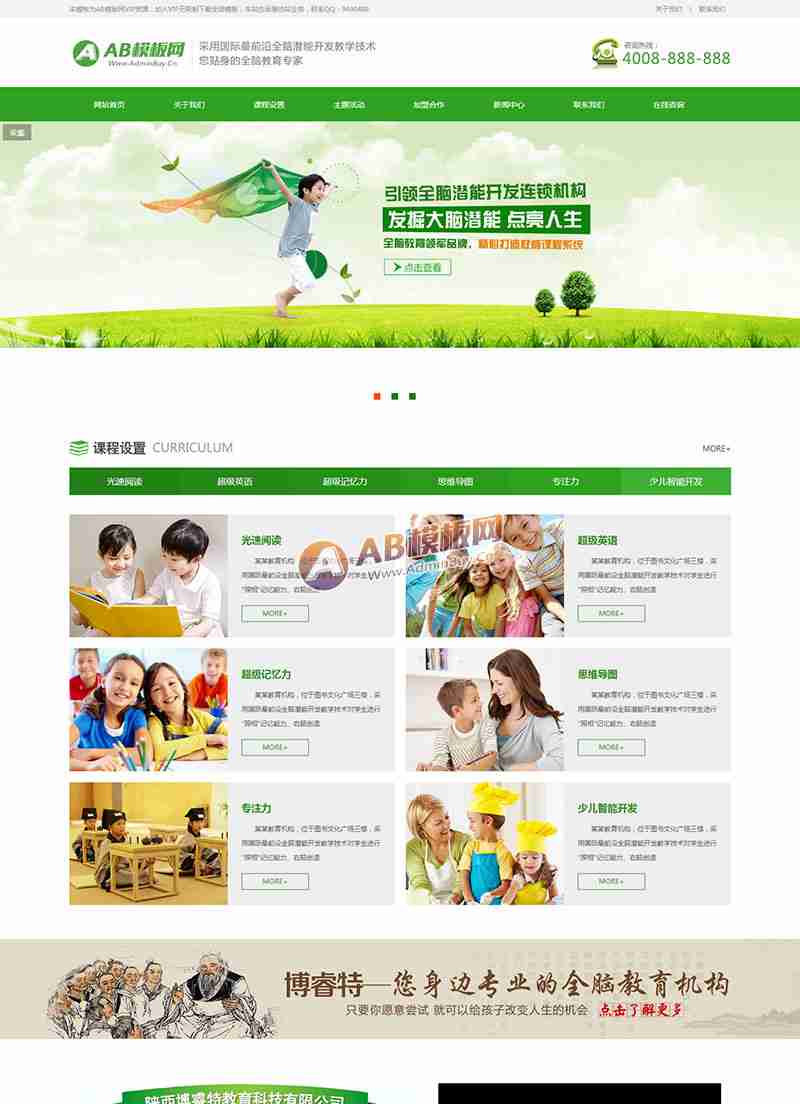 关于我们 | 联系我们
AB模板网
Www.AdminBuy.Cn
采用国际最前沿全脑潜能开发教学技术
您贴身的全脑教育专家
咨询热线:
4008-888-888
网站首页 关于我们 课程设置 主题活动 加盟合作 新闻中心 联系我们 在线咨询
引领全脑潜能开发连锁机构
发掘大脑潜能 点亮人生
全脑教育领军品牌,精心打造教育课程系统
点击查看
课程设置 CURRICULUM MORE+
光速阅读 超级英语 超级记忆力 思维导图 专注力 少儿智能开发
光速阅读
某某教育机构,位于图书文化广场三楼,采
用国际最前沿全脑潜能开发教学技术对学生进行
"照相"记忆能力、右脑创造
MORE+
超级英语
某某教育机构,位于图书文化广场三楼,采
用国际最前沿全脑潜能开发教学技术对学生进行
"照相"记忆能力、右脑创造
MORE+
AB模板网
Www.AdminBuy.Cn
超级记忆力
某某教育机构,位于图书文化广场三楼,采
用国际最前沿全脑潜能开发教学技术对学生进行
"照相"记忆能力、右脑创造
MORE+
思维导图
某某教育机构,位于图书文化广场三楼,采
用国际最前沿全脑潜能开发教学技术对学生进行
"照相"记忆能力、右脑创造
MORE+
专注力
某某教育机构,位于图书文化广场三楼,采
用国际最前沿全脑潜能开发教学技术对学生进行
"照相"记忆能力、右脑创造
MORE+
少儿智能开发
某某教育机构,位于图书文化广场三楼,采
用国际最前沿全脑潜能开发教学技术对学生进行
"照相"记忆能力、右脑创造
MORE+
博睿特—您身边专业的全脑教育机构
只要你愿意尝试 就可以给孩子改变人生的机会 点击了解更多
陕西博睿特教育科技有限公司